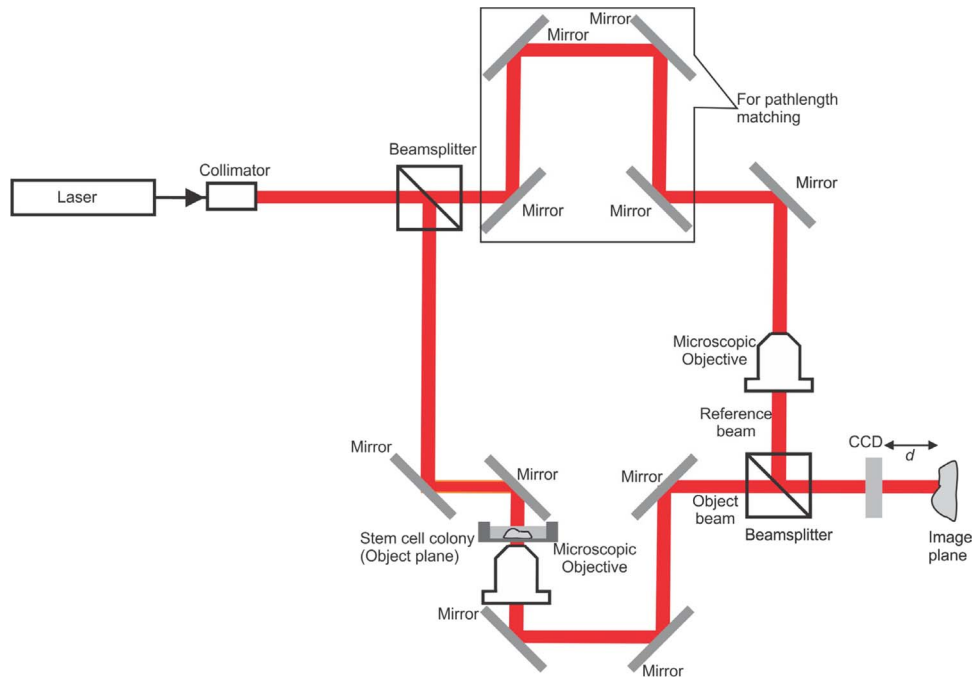 Mirror
Mirror
For pathlength
matching
Beamsplitter
Collimator
Laser
Mirror
Mirror
Mirror
Microscopic
Objective
Reference
beam
CCD
d
Mirror
Mirror
Mirror
Object
beam
Beamsplitter
Image
plane
Stem cell colony
(Object plane)
Microscopic
Objective
Mirror
Mirror